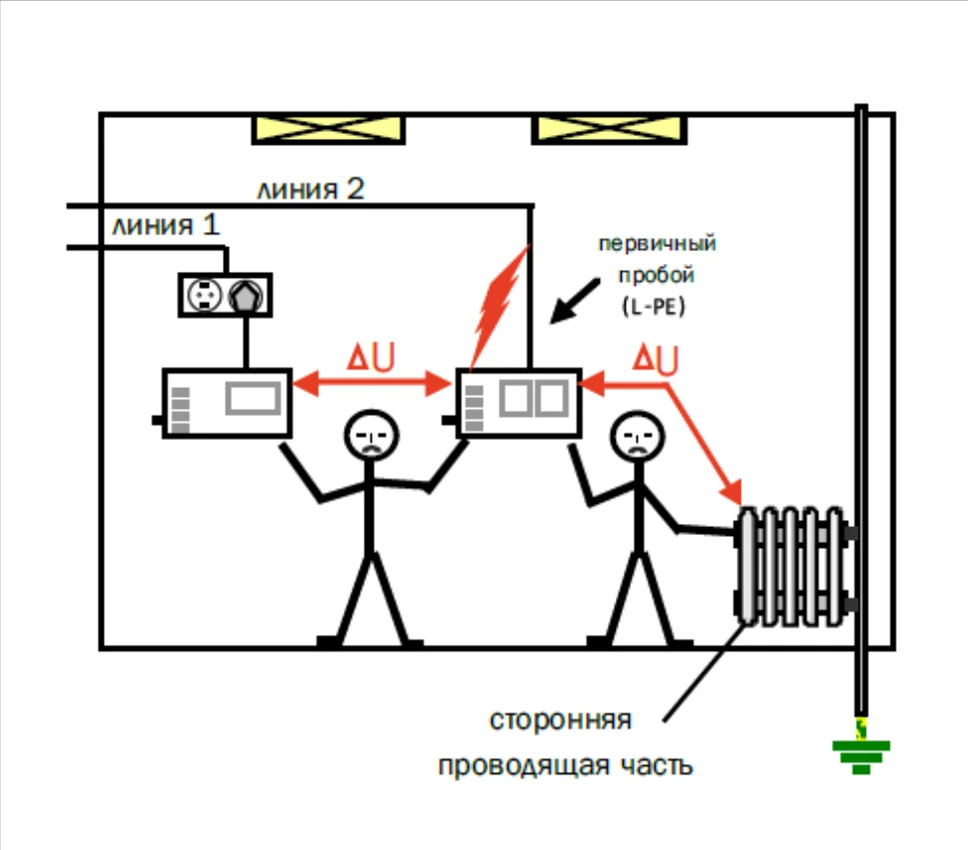 линия 2
линия 1
первичный
пробой
(L-PE)
ΔU
ΔU
сторонняя
проводящая часть